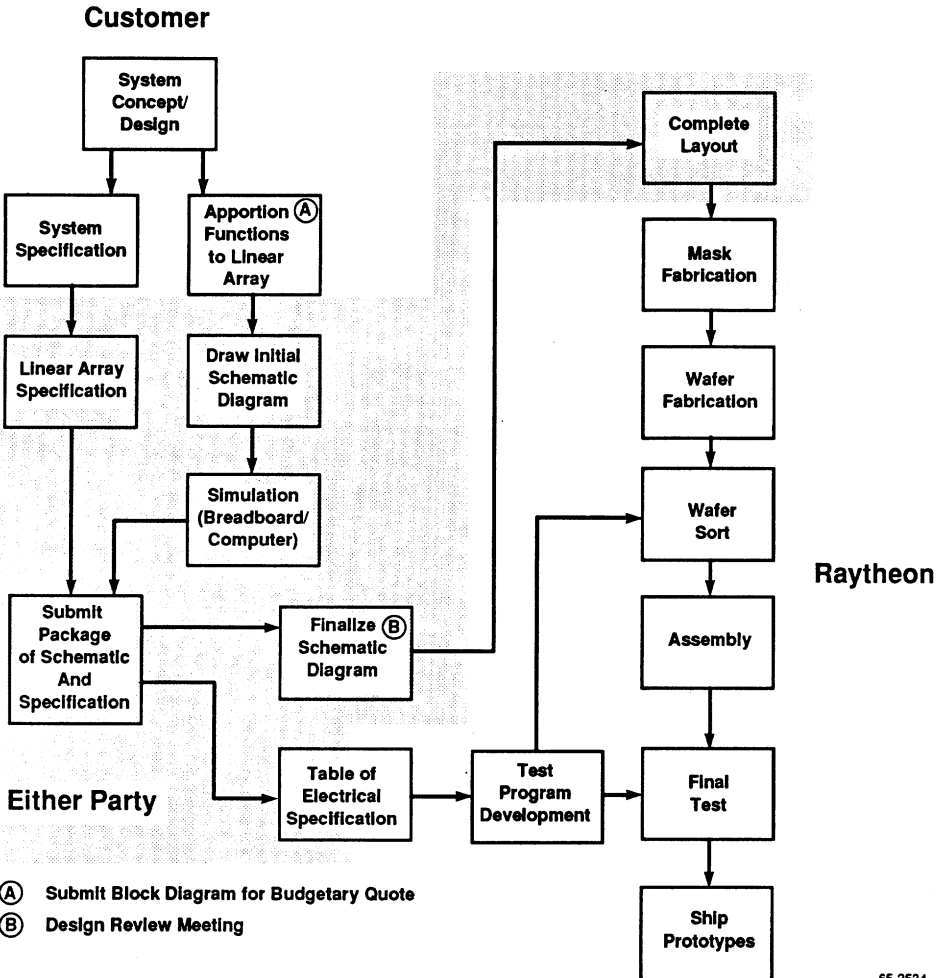 Customer
System
Concept/
Design
System
Specification
Apportion Ⓐ
Functions
to Linear
Array
Linear Array
Specification
Draw Initial
Schematic
Diagram
Simulation
(Breadboard/
Computer)
Submit
Package
of Schematic
And
Specification
Finalize Ⓑ
Schematic
Diagram
Table of
Electrical
Specification
Test
Program
Development
Complete
Layout
Mask
Fabrication
Wafer
Fabrication
Wafer
Sort
Assembly
Final
Test
Ship
Prototypes
Raytheon
Either Party
Ⓐ Submit Block Diagram for Budgetary Quote
Ⓑ Design Review Meeting